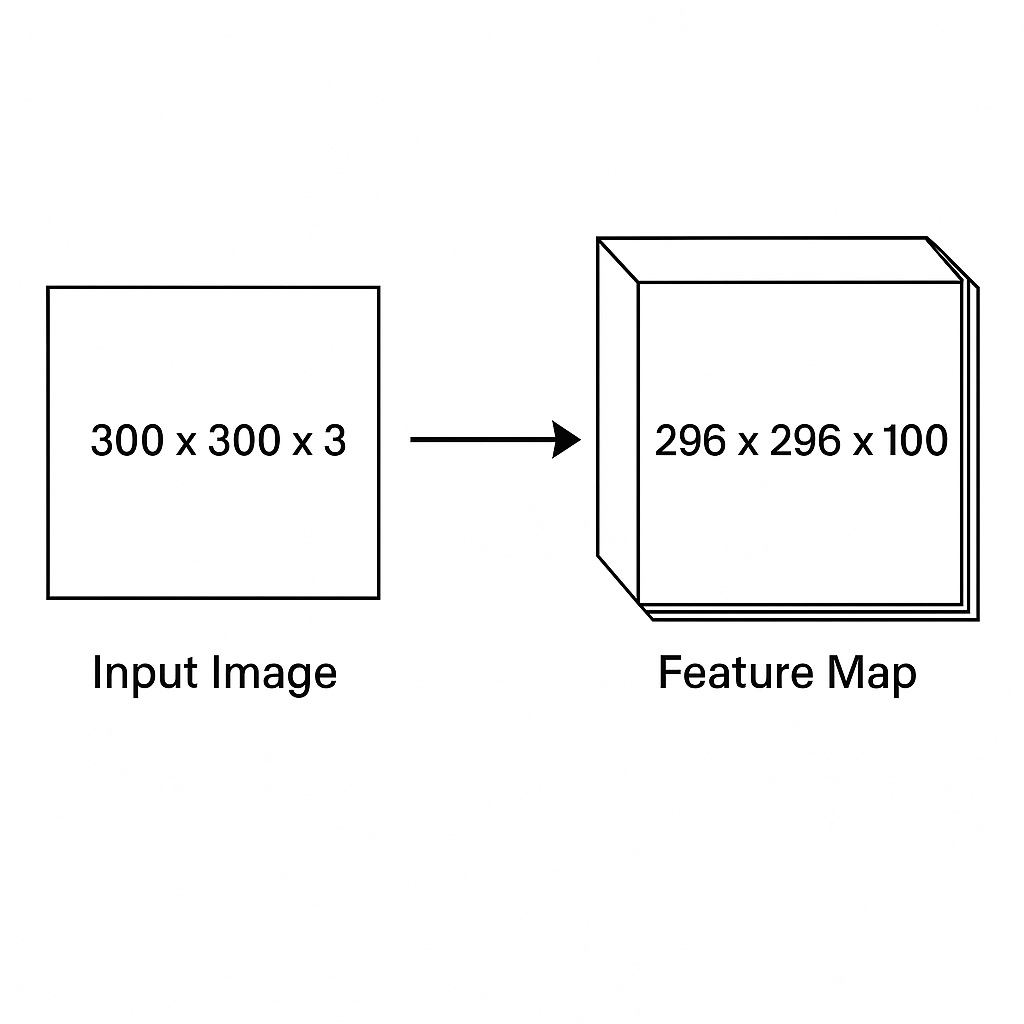 300 x 300 x 3
296 x 296 x 100
Input Image
Feature Map